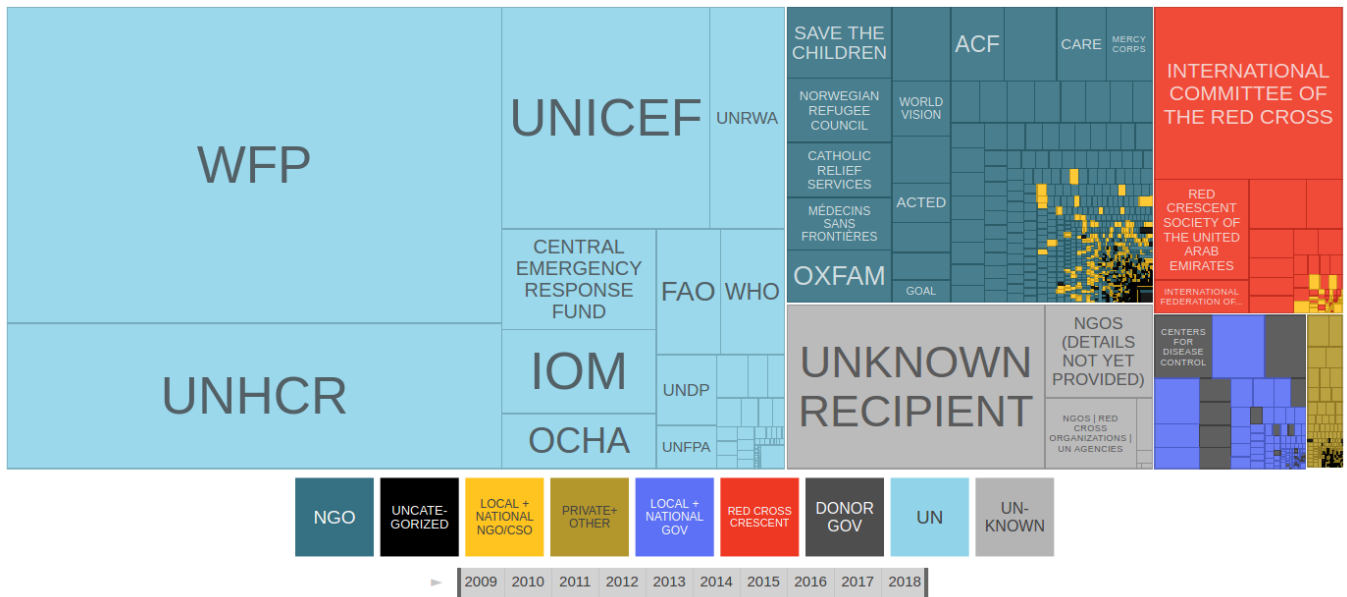 WFP
UNHCR
UNICEF
UNRWA
CENTRAL
EMERGENCY
RESPONSE
FUND
FAO
WHO
IOM
UNDP
OCHA
UNFPA
SAVE THE
CHILDREN
ACF
CARE
MERCY
CORPS
NORWEGIAN
REFUGEE
COUNCIL
WORLD
VISION
CATHOLIC
RELIEF
SERVICES
ACTED
MÉDECINS
SANS
FRONTIÈRES
OXFAM
GOAL
UNKNOWN
RECIPIENT
NGOS
(DETAILS
NOT YET
PROVIDED)
NGOS | RED
CROSS
ORGANIZATIONS |
UN AGENCIES
INTERNATIONAL
COMMITTEE OF
THE RED CROSS
RED
CRESCENT
SOCIETY OF
THE UNITED
ARAB
EMIRATES
INTERNATIONAL
FEDERATION OF...
CENTERS
FOR
DISEASE
CONTROL
NGO
UNCATE-
GORIZED
LOCAL +
NATIONAL
NGO/CSO
PRIVATE+
OTHER
LOCAL +
NATIONAL
GOV
RED CROSS
CRESCENT
DONOR
GOV
UN
UN-
KNOWN
2009 2010 2011 2012 2013 2014 2015 2016 2017 2018